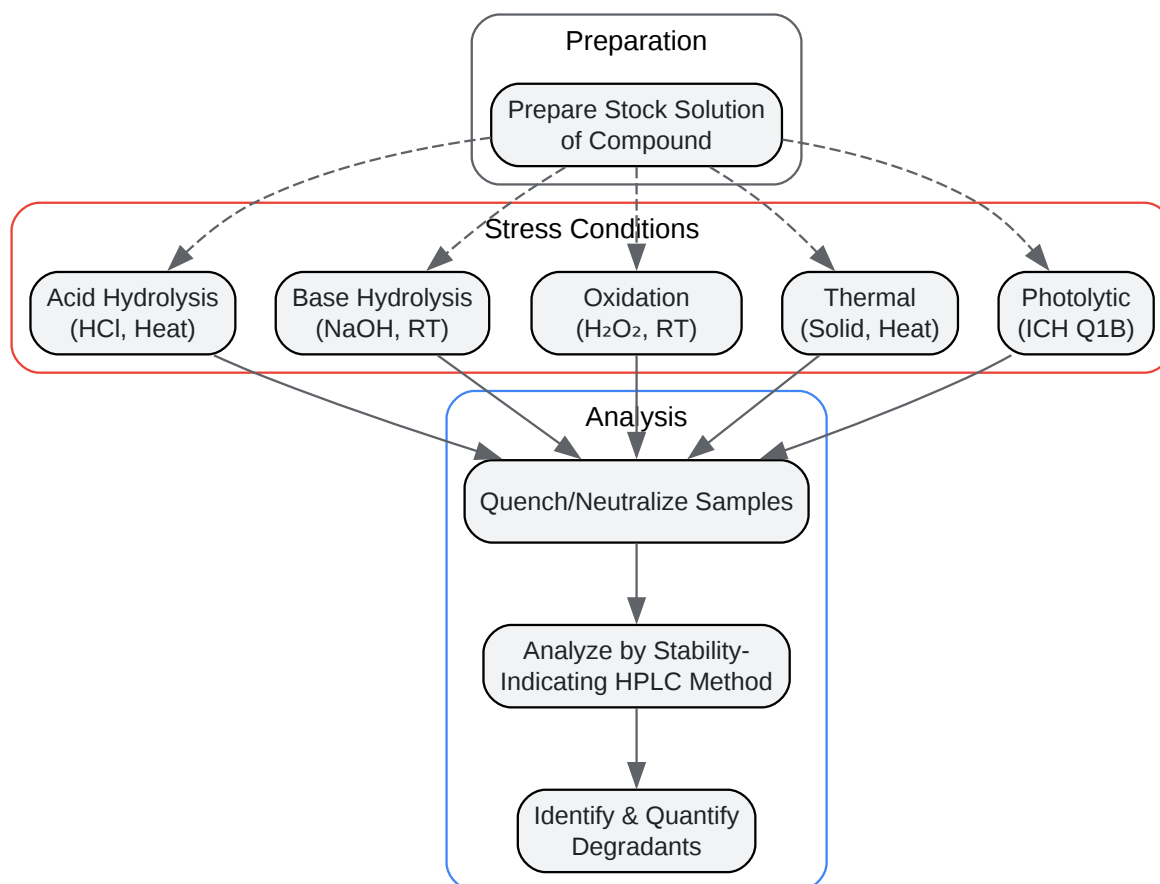 Preparation
Prepare Stock Solution
of Compound
Stress Conditions
Acid Hydrolysis
(HCl, Heat)
Base Hydrolysis
(NaOH, RT)
Oxidation
(H₂O₂, RT)
Thermal
(Solid, Heat)
Photolytic
(ICH Q1B)
Analysis
Quench/Neutralize Samples
Analyze by Stability-
Indicating HPLC Method
Identify & Quantify
Degradants